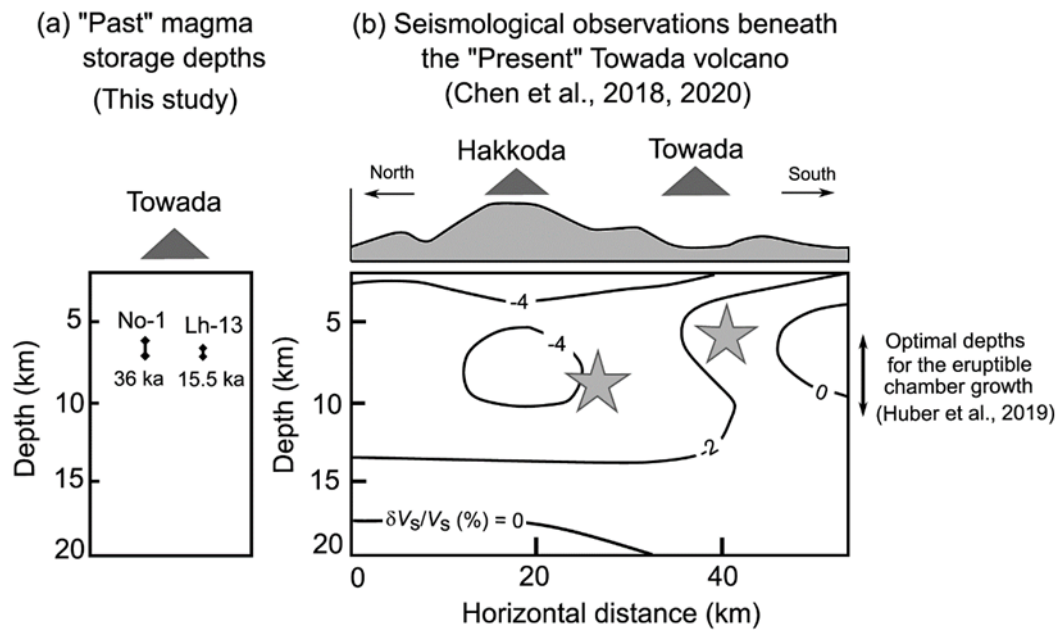 (a) "Past" magma
storage depths
(This study)
(b) Seismological observations beneath
the "Present" Towada volcano
(Chen et al., 2018, 2020)
Towada
No-1
Lh-13
36 ka
15.5 ka
5
10
15
20
Depth (km)
North
Hakkoda
Towada
South
-4
-4
-2
0
δVs/Vs (%) = 0
5
10
15
20
Depth (km)
0
20
40
Horizontal distance (km)
Optimal depths
for the eruptible
chamber growth
(Huber et al., 2019)